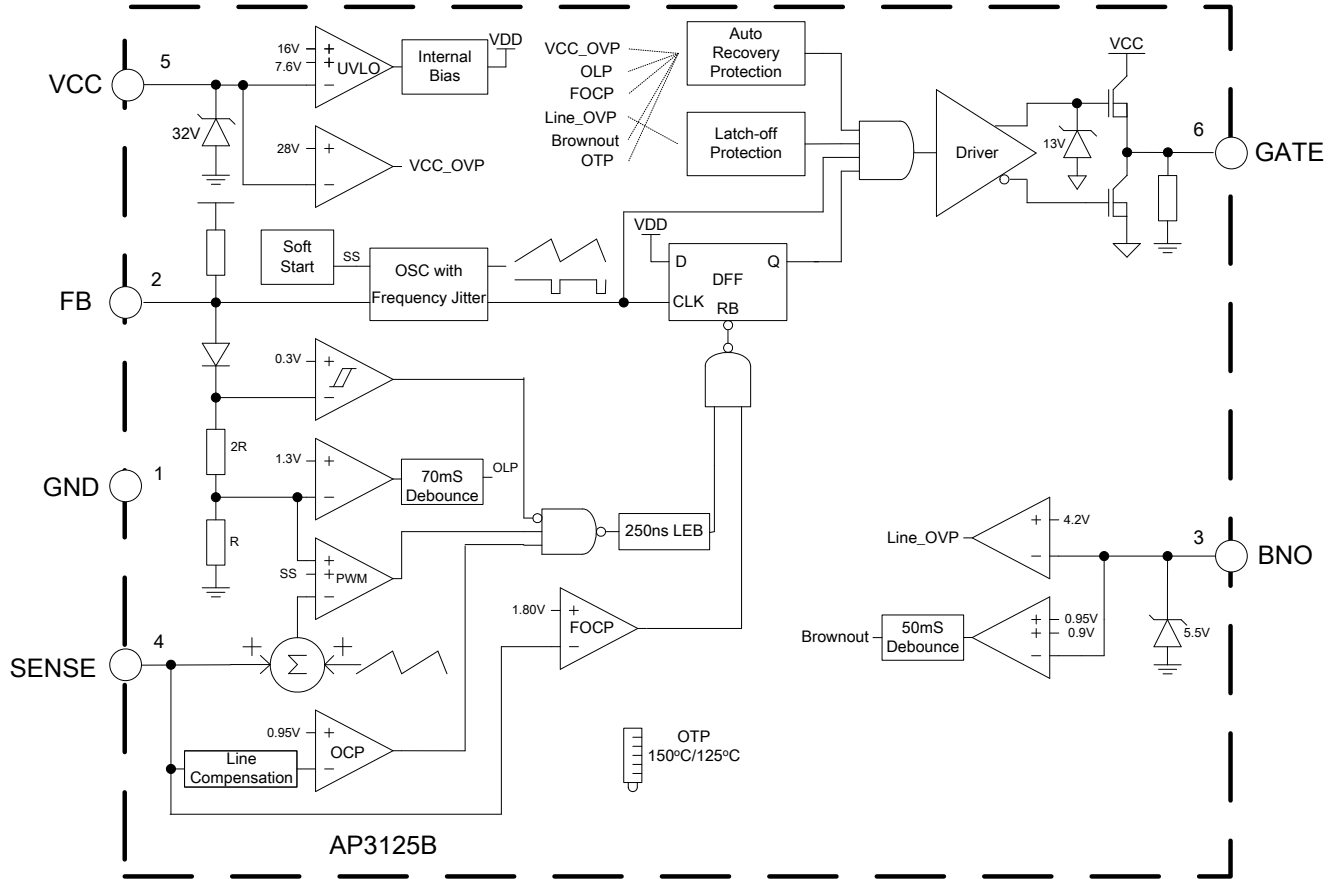 VCC
5
16V
7.6V
+
+
−
UVLO
Internal
Bias
VDD
32V
28V
+
−
VCC_OVP
VCC_OVP
OLP
FOCP
Line_OVP
Brownout
OTP
Auto
Recovery
Protection
Latch-off
Protection
Driver
VCC
13V
6
GATE
FB
2
Soft
Start
SS
OSC with
Frequency Jitter
VDD
D
Q
DFF
CLK
RB
0.3V
+
−
2R
GND
1
1.3V
+
−
70mS
Debounce
OLP
R
SS
+
+
−
PWM
250ns LEB
SENSE
4
+
+
Σ
1.80V
+
−
FOCP
0.95V
+
−
OCP
Line
Compensation
OTP
150ºC/125ºC
Line_OVP
+
−
4.2V
3
BNO
Brownout
50mS
Debounce
+
+
−
0.95V
0.9V
5.5V
AP3125B